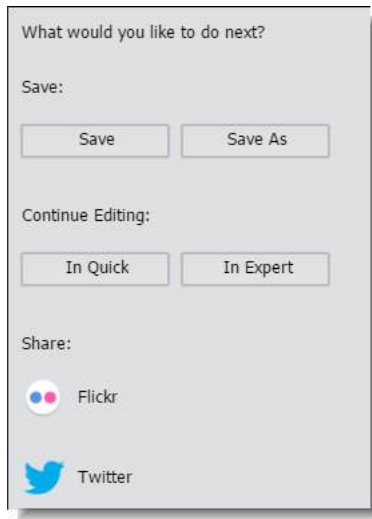 What would you like to do next?
Save:
Save Save As
Continue Editing:
In Quick In Expert
Share:
Flickr
Twitter